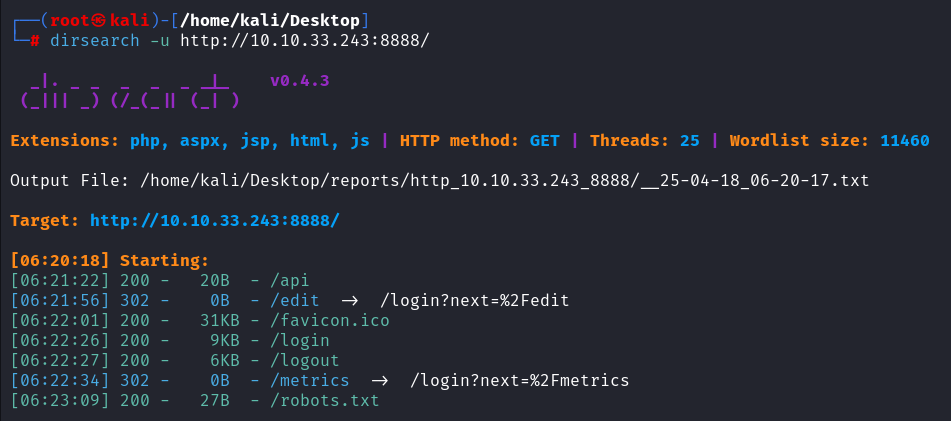 ┌──(root㉿kali)-[/home/kali/Desktop]
└─# dirsearch -u http://10.10.33.243:8888/
_|. _ _ _ _ _ _|_ v0.4.3
(_||| _) (/_(_|| (_| )
Extensions: php, aspx, jsp, html, js | HTTP method: GET | Threads: 25 | Wordlist size: 11460
Output File: /home/kali/Desktop/reports/http_10.10.33.243_8888/__25-04-18_06-20-17.txt
Target: http://10.10.33.243:8888/
[06:20:18] Starting:
[06:21:22] 200 - 20B - /api
[06:21:56] 302 - 0B - /edit -> /login?next=%2Fedit
[06:22:01] 200 - 31KB - /favicon.ico
[06:22:26] 200 - 9KB - /login
[06:22:27] 200 - 6KB - /logout
[06:22:34] 302 - 0B - /metrics -> /login?next=%2Fmetrics
[06:23:09] 200 - 27B - /robots.txt